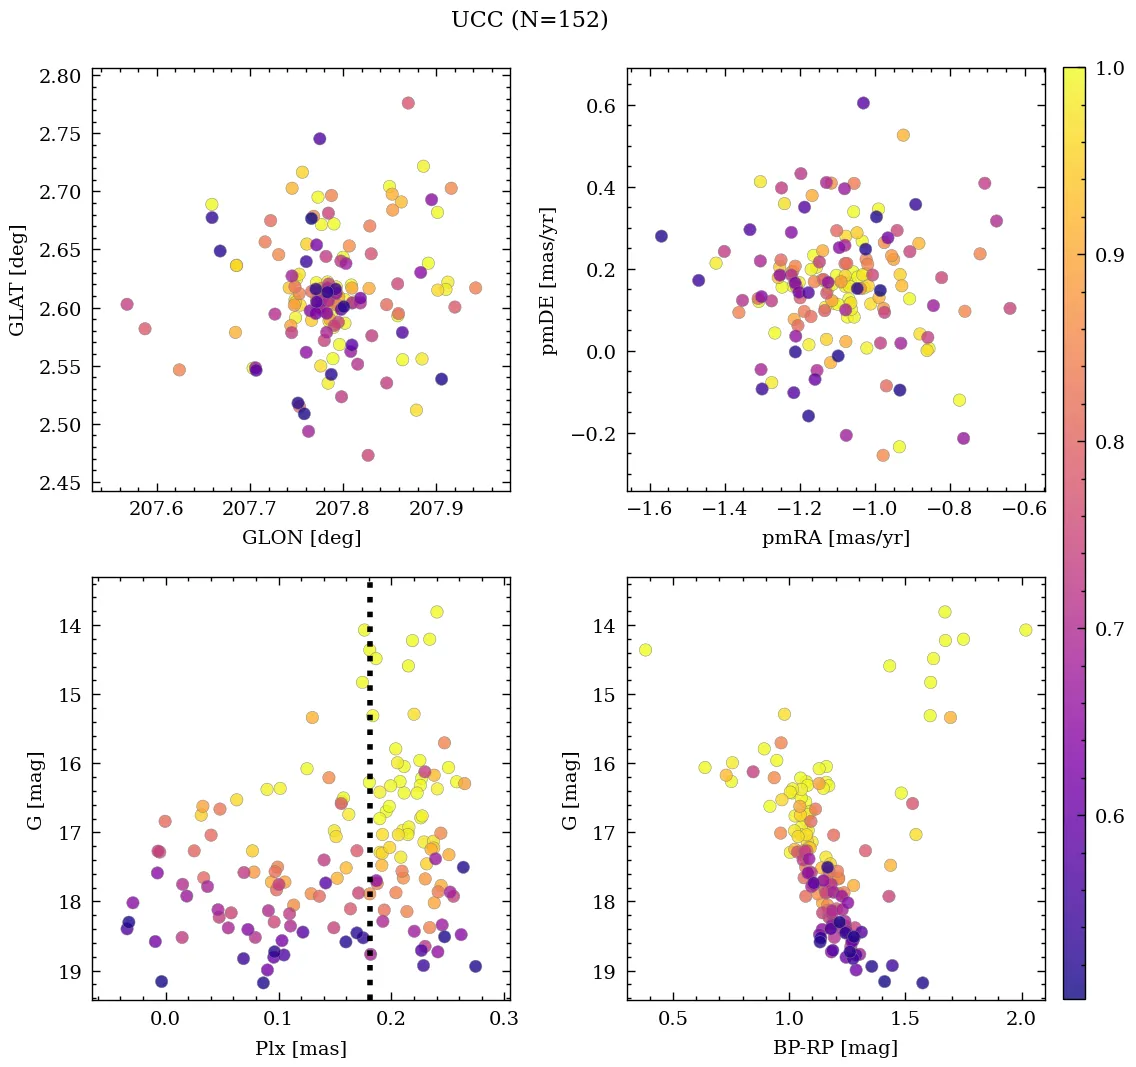 UCC (N=152)
2.80
2.75
2.70
2.65
2.60
2.55
2.50
2.45
GLAT [deg]
207.6 207.7 207.8 207.9
GLON [deg]
0.6
0.4
0.2
0.0
−0.2
pmDE [mas/yr]
−1.6 −1.4 −1.2 −1.0 −0.8 −0.6
pmRA [mas/yr]
1.0
0.9
0.8
0.7
0.6
14
15
16
17
18
19
G [mag]
0.0 0.1 0.2 0.3
Plx [mas]
14
15
16
17
18
19
G [mag]
0.5 1.0 1.5 2.0
BP-RP [mag]